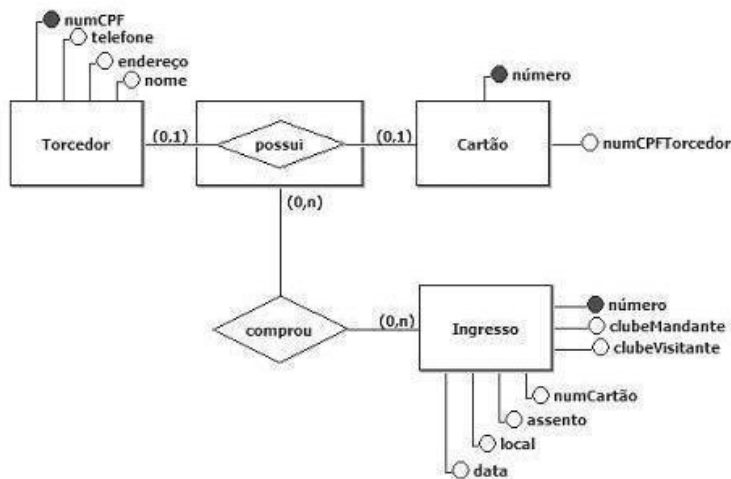 numCPF
telefone
endereço
nome
número
Torcedor
(0,1)
possui
(0,1)
Cartão
numCPFTorcedor
(0,n)
comprou
(0,n)
Ingresso
número
clubeMandante
clubeVisitante
numCartão
assento
local
data